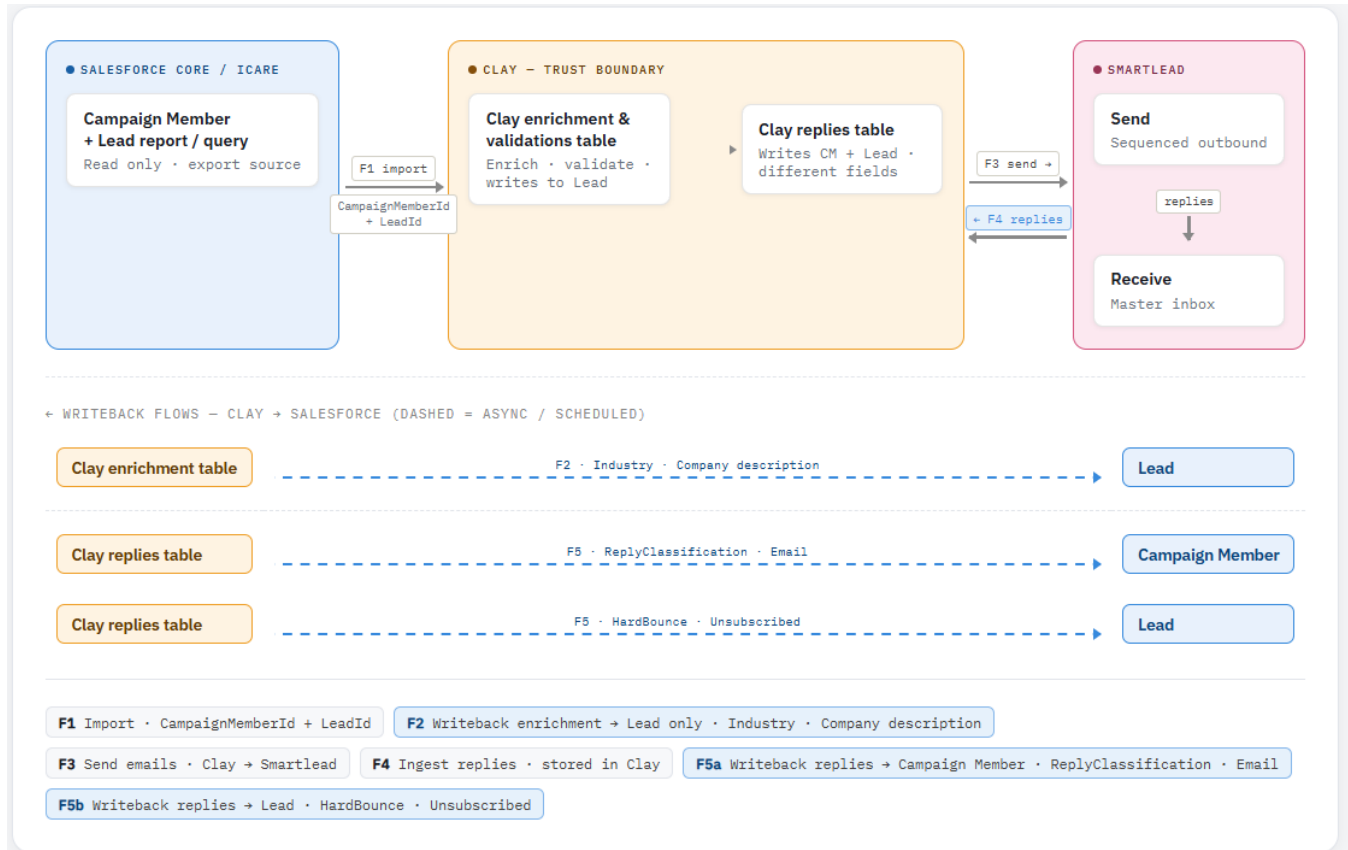 SALESFORCE CORE / ICARE
Campaign Member
+ Lead report / query
Read only · export source
F1 import
CampaignMemberId
+ LeadId
CLAY — TRUST BOUNDARY
Clay enrichment &
validations table
Enrich · validate ·
writes to Lead
Clay replies table
Writes CM + Lead ·
different fields
F3 send →
← F4 replies
SMARTLEAD
Send
Sequenced outbound
replies
Receive
Master inbox
← WRITEBACK FLOWS — CLAY → SALESFORCE (DASHED = ASYNC / SCHEDULED)
Clay enrichment table
F2 · Industry · Company description
Lead
Clay replies table
F5 · ReplyClassification · Email
Campaign Member
Clay replies table
F5 · HardBounce · Unsubscribed
Lead
F1 Import · CampaignMemberId + LeadId
F2 Writeback enrichment → Lead only · Industry · Company description
F3 Send emails · Clay → Smartlead
F4 Ingest replies · stored in Clay
F5a Writeback replies → Campaign Member · ReplyClassification · Email
F5b Writeback replies → Lead · HardBounce · Unsubscribed